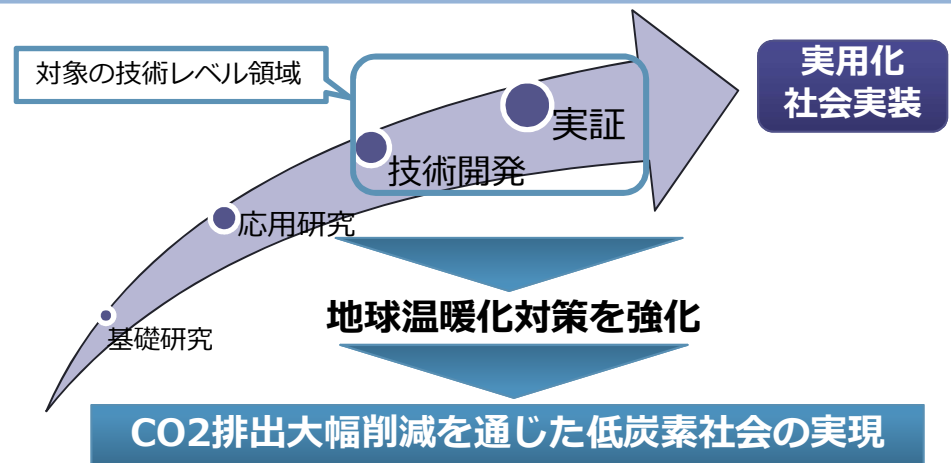 対象の技術レベル領域
実用化
社会実装
実証
技術開発
応用研究
基礎研究
地球温暖化対策を強化
CO2排出大幅削減を通じた低炭素社会の実現